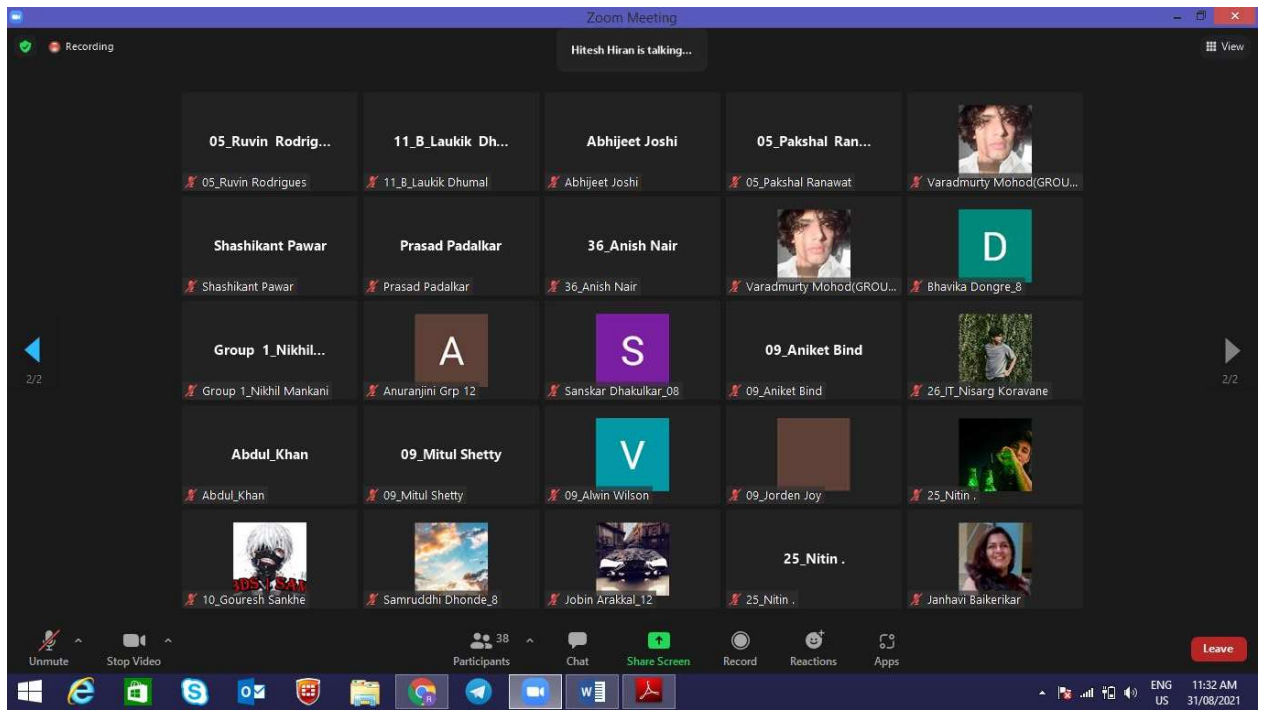 Zoom Meeting
Recording
Hitesh Hiran is talking...
View
05_Ruvin Rodrig...
11_B_Laukik Dh...
Abhijeet Joshi
05_Pakshal Ran...
05_Ruvin Rodrigues
11_B_Laukik Dhumal
Abhijeet Joshi
05_Pakshal Ranawat
Varadmurty Mohod(GROU...
Shashikant Pawar
Prasad Padalkar
36_Anish Nair
D
Shashikant Pawar
Prasad Padalkar
36_Anish Nair
Varadmurty Mohod(GROU...
Bhavika Dongre_8
Group 1_Nikhil...
A
S
09_Aniket Bind
2/2
2/2
Group 1_Nikhil Mankani
Anuranjini Grp 12
Sanskar Dhakulkar_08
09_Aniket Bind
26_IT_Nisarg Koravane
Abdul_Khan
09_Mitul Shetty
V
Abdul_Khan
09_Mitul Shetty
09_Alwin Wilson
09_Jorden Joy
25_Nitin .
25_Nitin .
10_Gouresh Sankhe
Samruddhi Dhonde_8
Jobin Arakkal_12
25_Nitin .
Janhavi Baikerikar
38
Unmute
Stop Video
Participants
Chat
Share Screen
Record
Reactions
Apps
Leave
ENG
US
11:32 AM
31/08/2021